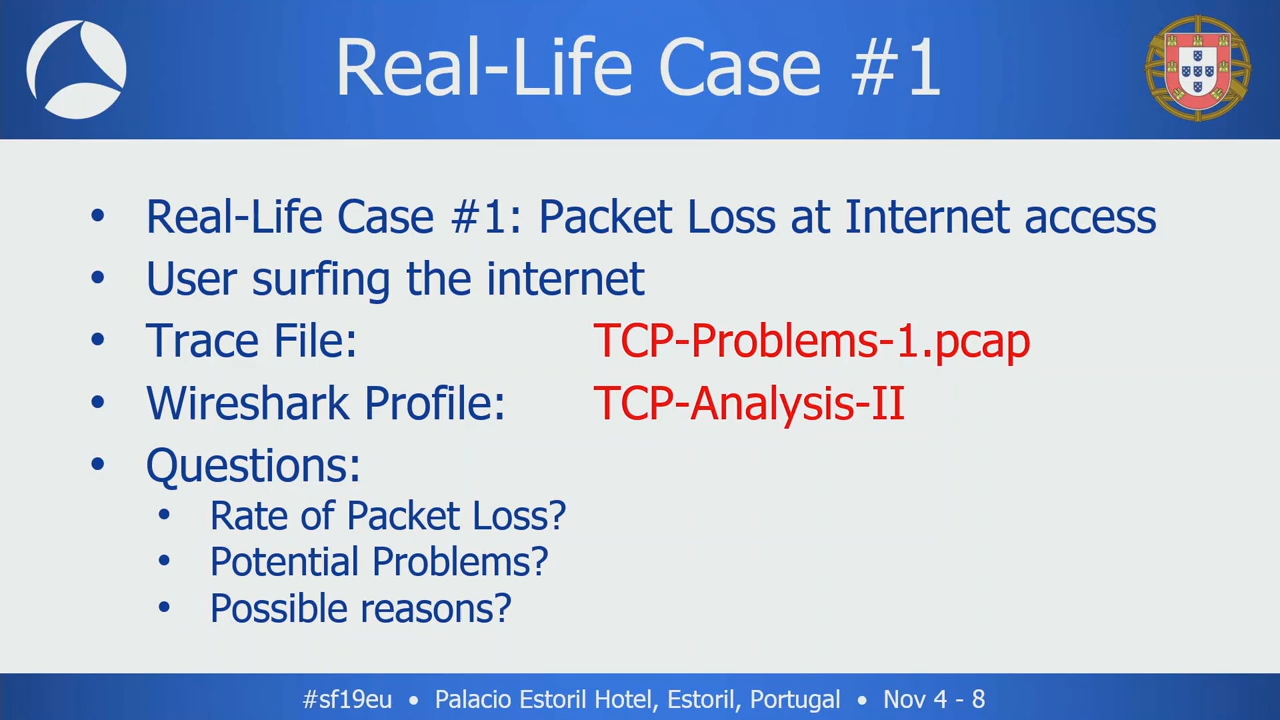 Real-Life Case #1
• Real-Life Case #1: Packet Loss at Internet access
• User surfing the internet
• Trace File: TCP-Problems-1.pcap
• Wireshark Profile: TCP-Analysis-II
• Questions:
• Rate of Packet Loss?
• Potential Problems?
• Possible reasons?
#sf19eu • Palacio Estoril Hotel, Estoril, Portugal • Nov 4 - 8